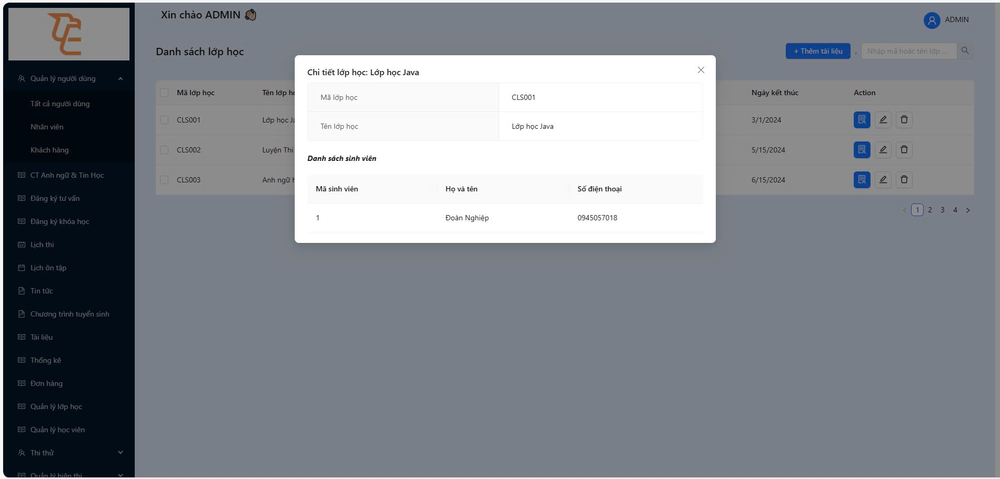 Xin chào ADMIN
ADMIN
Quản lý người dùng
Tất cả người dùng
Nhân viên
Khách hàng
CT Anh ngữ & Tin Học
Đăng ký tư vấn
Đăng ký khóa học
Lịch thi
Lịch ôn tập
Tin tức
Chương trình tuyển sinh
Tài liệu
Thống kê
Đơn hàng
Quản lý lớp học
Quản lý học viên
Thi thử
Quản lý hiển thị
Danh sách lớp học
+ Thêm tài liệu , Nhập mã hoặc tên lớp ...
Mã lớp học Tên lớp Ngày kết thúc Action
CLS001 Lớp học 3/1/2024
CLS002 Luyện Thi 5/15/2024
CLS003 Anh ngữ 6/15/2024
1 2 3 4
Chi tiết lớp học: Lớp học Java
Mã lớp học CLS001
Tên lớp học Lớp học Java
Danh sách sinh viên
Mã sinh viên Họ và tên Số điện thoại
1 Đoàn Nghiệp 0945057018